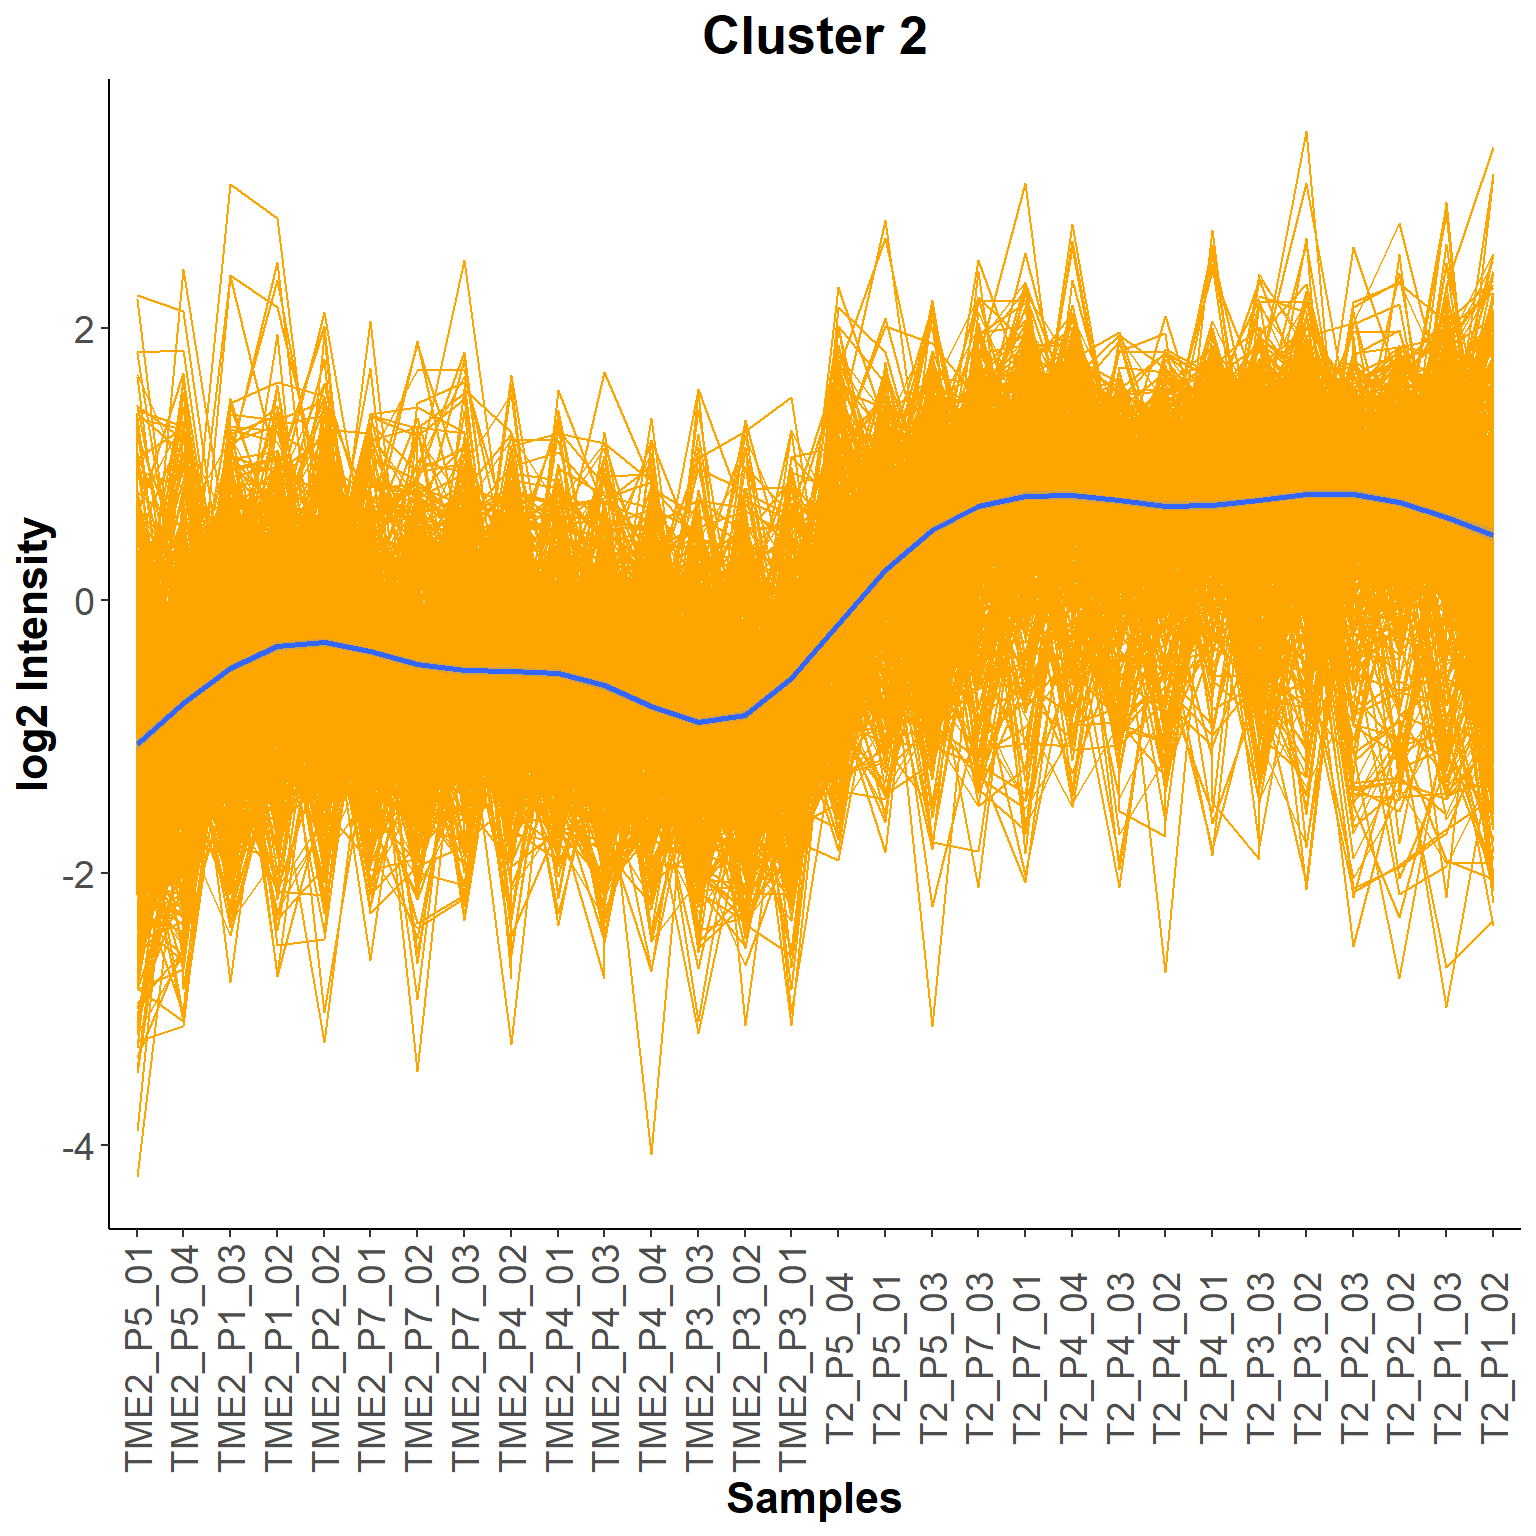 Cluster 2
log2 Intensity
2
0
-2
-4
TME2_P5_01
TME2_P5_04
TME2_P1_03
TME2_P1_02
TME2_P2_02
TME2_P7_01
TME2_P7_02
TME2_P7_03
TME2_P4_02
TME2_P4_01
TME2_P4_03
TME2_P4_04
TME2_P3_03
TME2_P3_02
TME2_P3_01
T2_P5_04
T2_P5_01
T2_P5_03
T2_P7_03
T2_P7_01
T2_P4_04
T2_P4_03
T2_P4_02
T2_P4_01
T2_P3_03
T2_P3_02
T2_P2_03
T2_P2_02
T2_P1_03
T2_P1_02
Samples